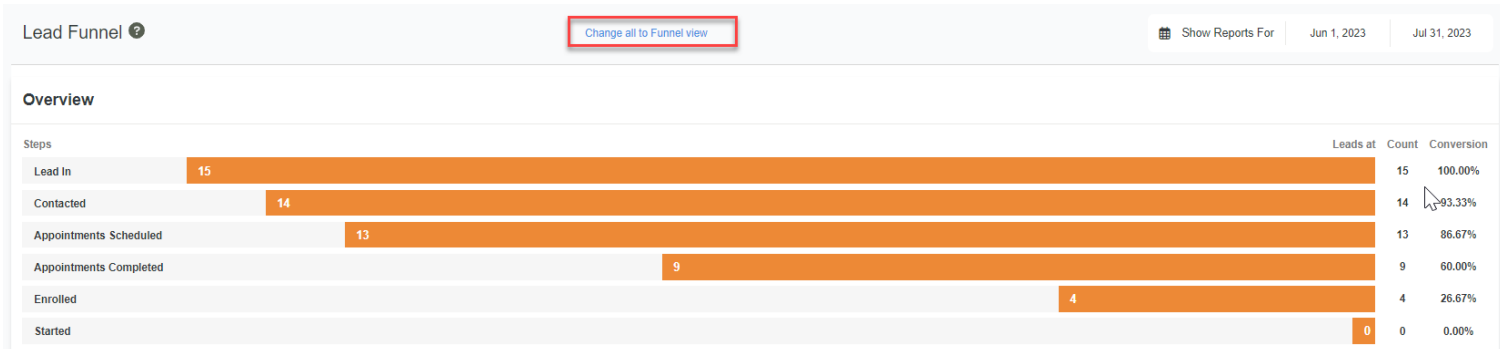 Lead Funnel ?
Change all to Funnel view
Show Reports For Jun 1, 2023 Jul 31, 2023
Overview
Steps Leads at Count Conversion
Lead In 15 15 100.00%
Contacted 14 14 93.33%
Appointments Scheduled 13 13 86.67%
Appointments Completed 9 9 60.00%
Enrolled 4 4 26.67%
Started 0 0 0.00%